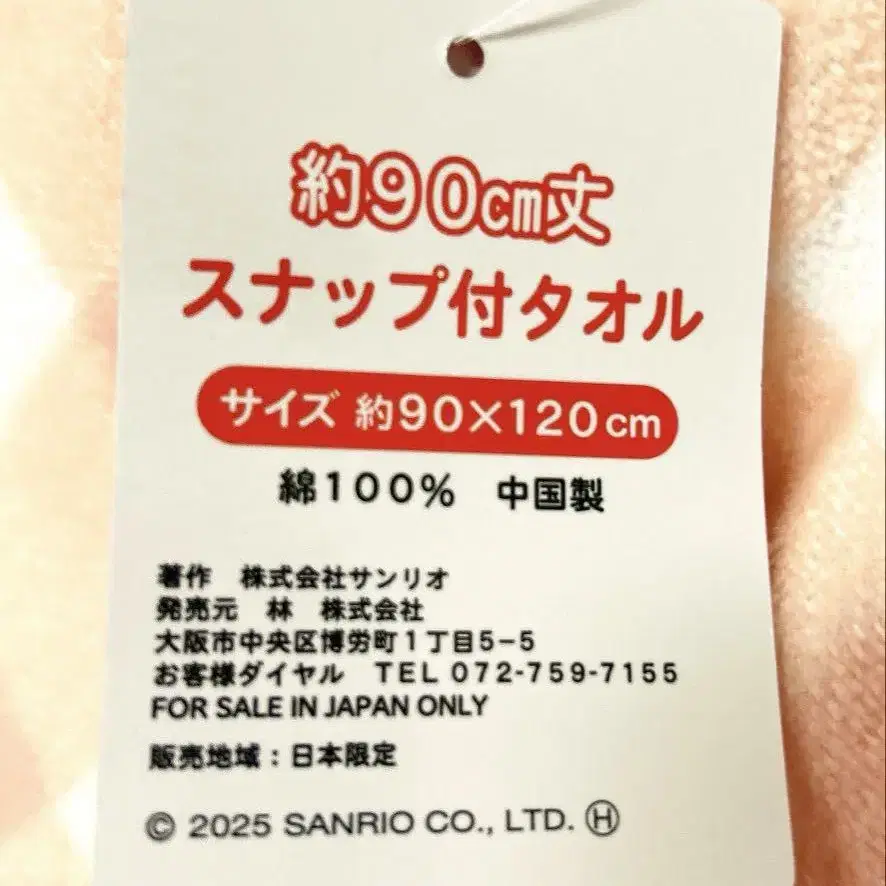 約90cm丈
スナップ付タオル
サイズ 約90×120cm
綿100% 中国製
著作 株式会社サンリオ
発売元 林 株式会社
大阪市中央区博労町1丁目5−5
お客様ダイヤル TEL 072-759-7155
FOR SALE IN JAPAN ONLY
販売地域：日本限定
© 2025 SANRIO CO., LTD. Ⓗ